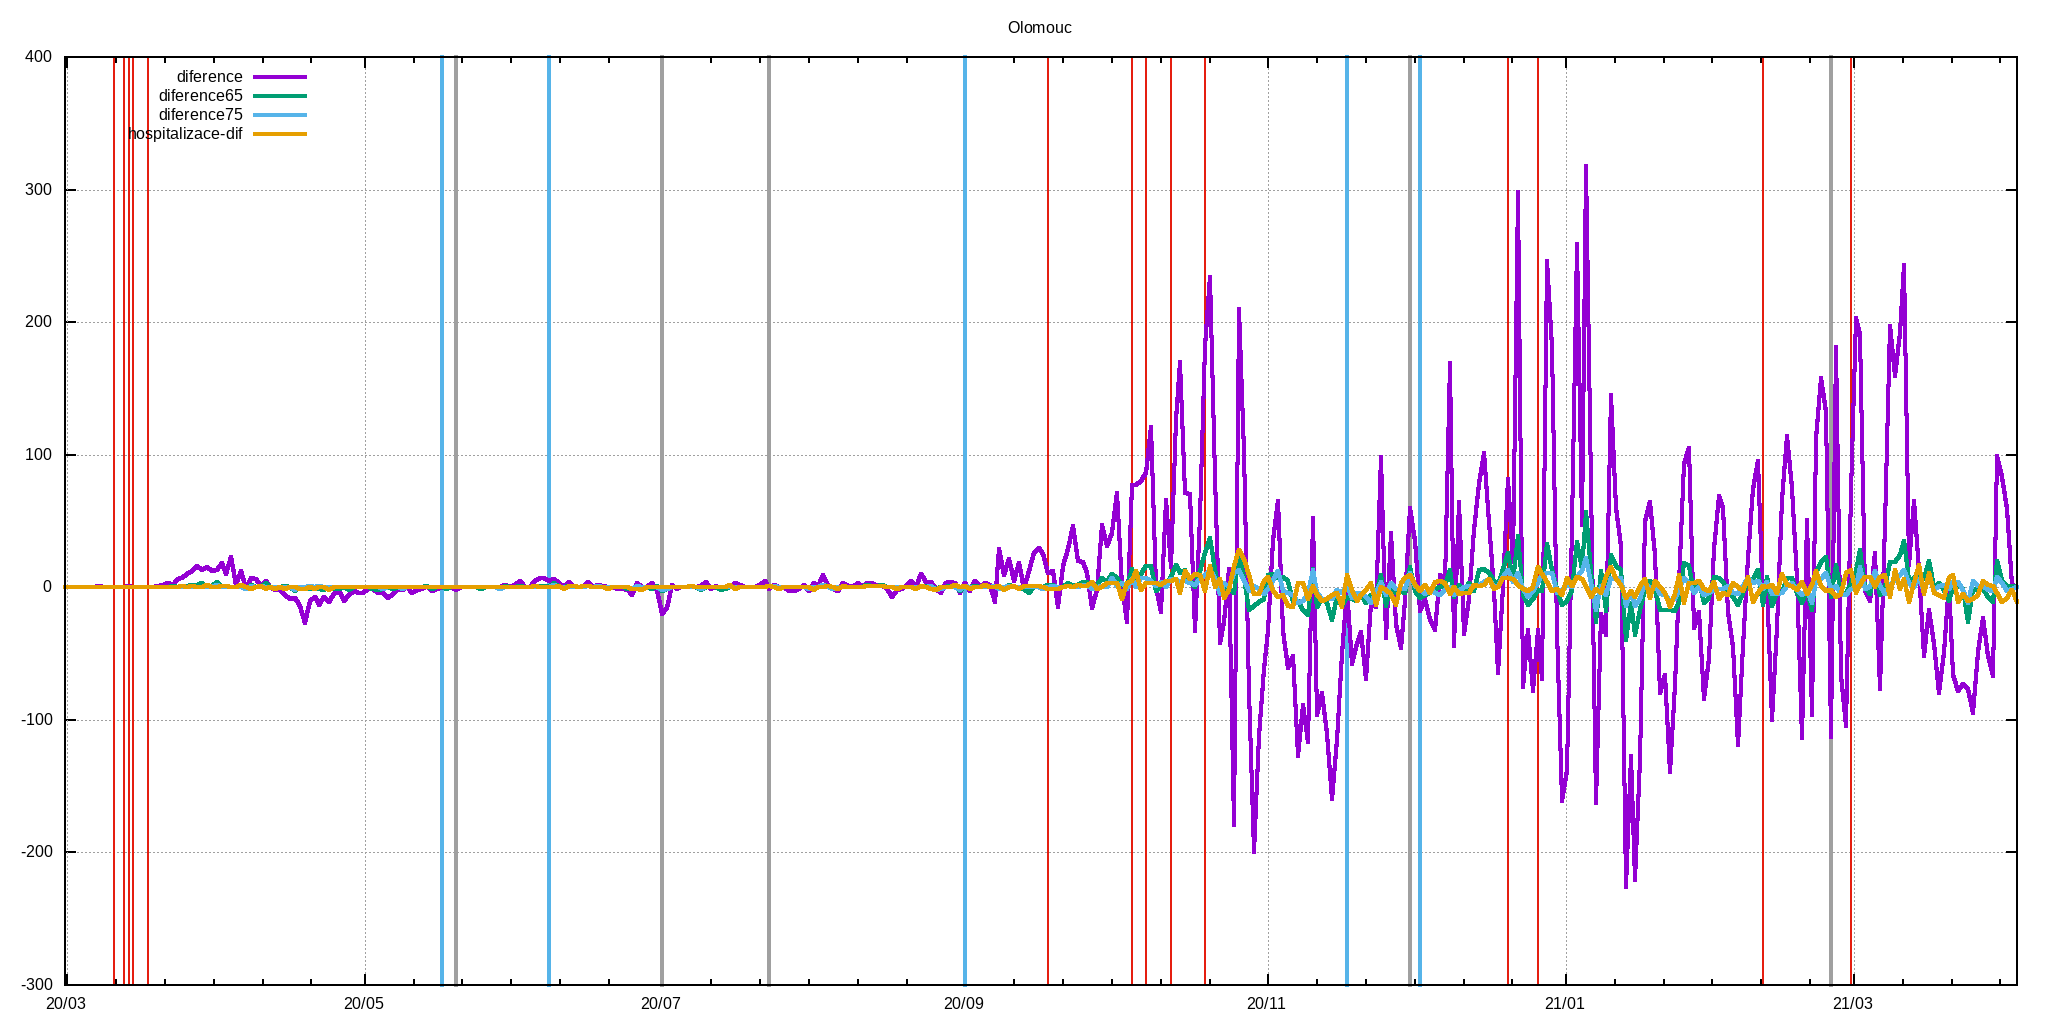 Olomouc
400
diference
diference65
diference75
hospitalizace-dif
300
200
100
0
-100
-200
-300
20/03 20/05 20/07 20/09 20/11 21/01 21/03